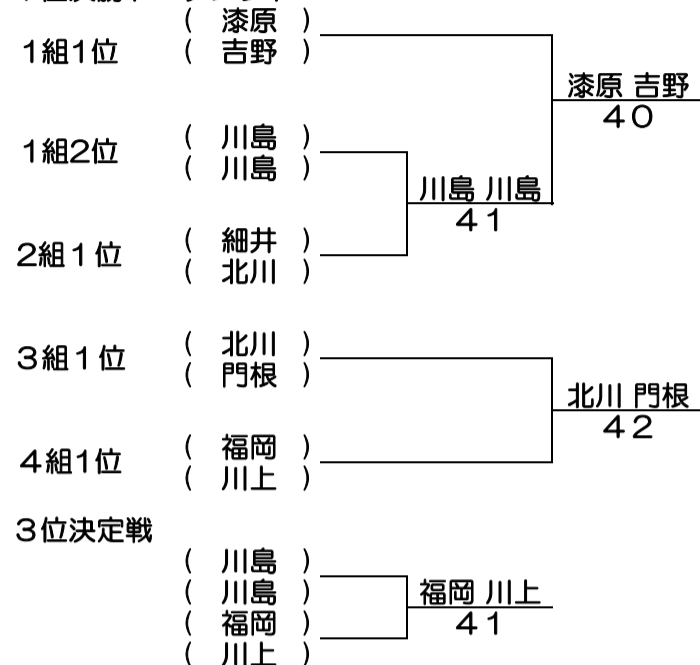 1組1位 ( 漆原 )
( 吉野 )
漆原 吉野
40
1組2位 ( 川島 )
( 川島 )
川島 川島
41
2組1位 ( 細井 )
( 北川 )
3組1位 ( 北川 )
( 門根 )
北川 門根
42
4組1位 ( 福岡 )
( 川上 )
3位決定戦
( 川島 )
( 川島 )
( 福岡 )
( 川上 )
福岡 川上
41